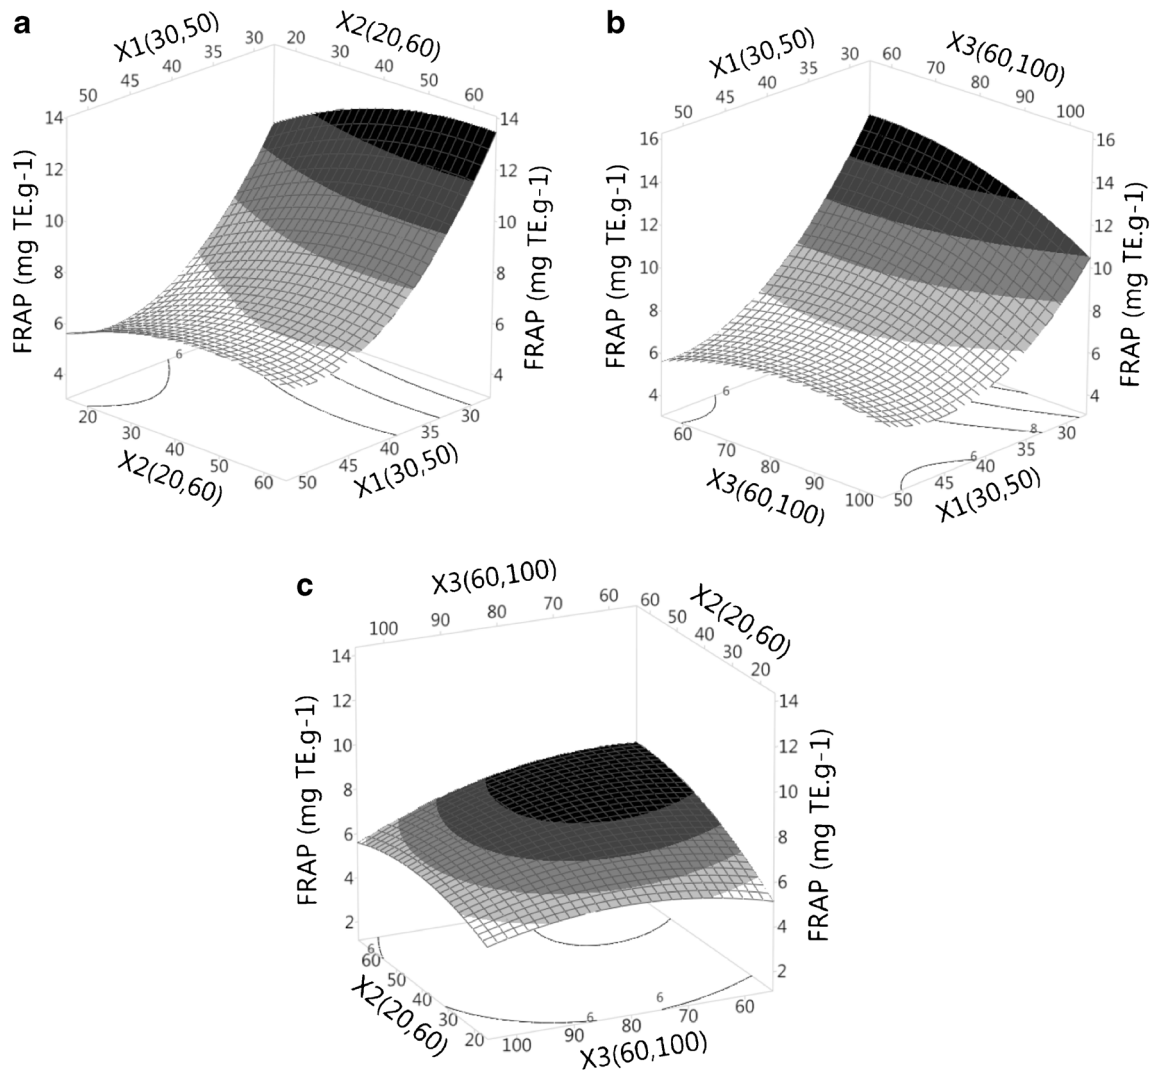 a
X1(30,50)
X2(20,60)
50 45 40 35 30 20 30 40 50 60
14 12 10 8 6 4
FRAP (mg TE.g-1)
14 12 10 8 6 4
FRAP (mg TE.g-1)
6
20 30 40 50 60
X2(20,60)
50 45 40 35 30
X1(30,50)
b
X1(30,50)
X3(60,100)
50 45 40 35 30 60 70 80 90 100
16 14 12 10 8 6 4
FRAP (mg TE.g-1)
16 14 12 10 8 6 4
FRAP (mg TE.g-1)
6
8
6
60 70 80 90 100
X3(60,100)
50 45 40 35 30
X1(30,50)
c
X3(60,100)
X2(20,60)
100 90 80 70 60 60 50 40 30 20
14 12 10 8 6 4 2
FRAP (mg TE.g-1)
14 12 10 8 6 4 2
FRAP (mg TE.g-1)
6
6
6
60 50 40 30 20
X2(20,60)
100 90 80 70 60
X3(60,100)